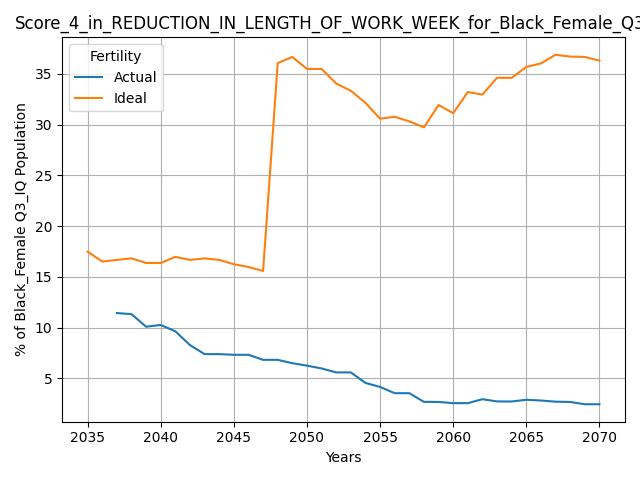 Score_4_in_REDUCTION_IN_LENGTH_OF_WORK_WEEK_for_Black_Female_Q3
Fertility
Actual
Ideal
% of Black_Female Q3_IQ Population
35
30
25
20
15
10
5
2035 2040 2045 2050 2055 2060 2065 2070
Years